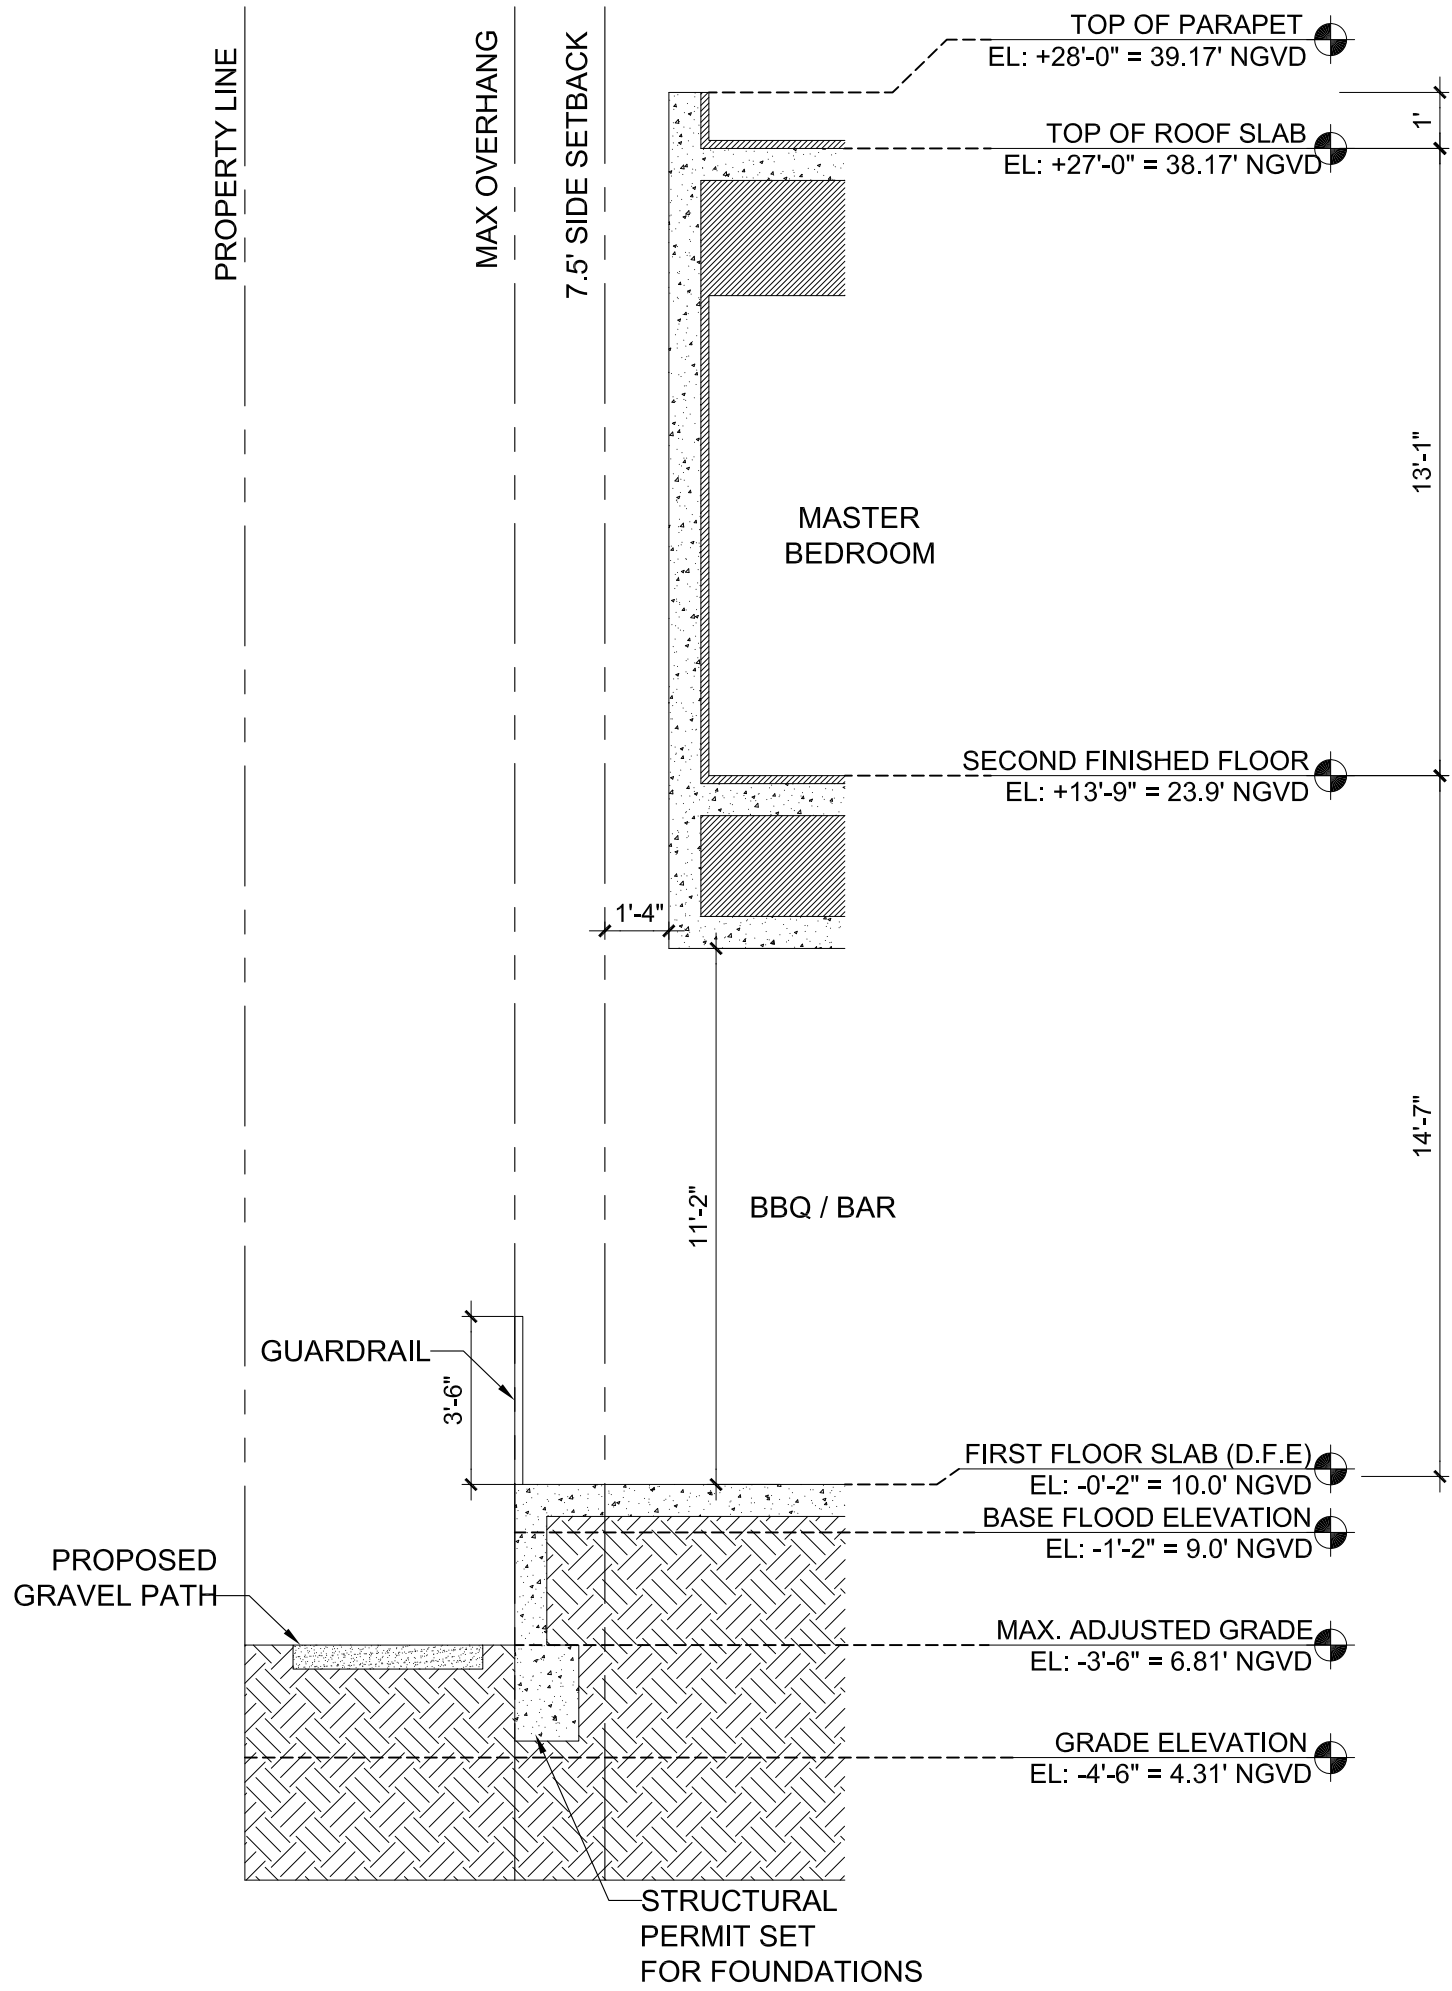 PROPERTY LINE
MAX OVERHANG
7.5' SIDE SETBACK
TOP OF PARAPET
EL: +28'-0" = 39.17' NGVD
1'
TOP OF ROOF SLAB
EL: +27'-0" = 38.17' NGVD
13'-1"
MASTER
BEDROOM
SECOND FINISHED FLOOR
EL: +13'-9" = 23.9' NGVD
1'-4"
14'-7"
11'-2"
BBQ / BAR
GUARDRAIL
3'-6"
FIRST FLOOR SLAB (D.F.E)
EL: -0'-2" = 10.0' NGVD
BASE FLOOD ELEVATION
EL: -1'-2" = 9.0' NGVD
PROPOSED
GRAVEL PATH
MAX. ADJUSTED GRADE
EL: -3'-6" = 6.81' NGVD
GRADE ELEVATION
EL: -4'-6" = 4.31' NGVD
STRUCTURAL
PERMIT SET
FOR FOUNDATIONS